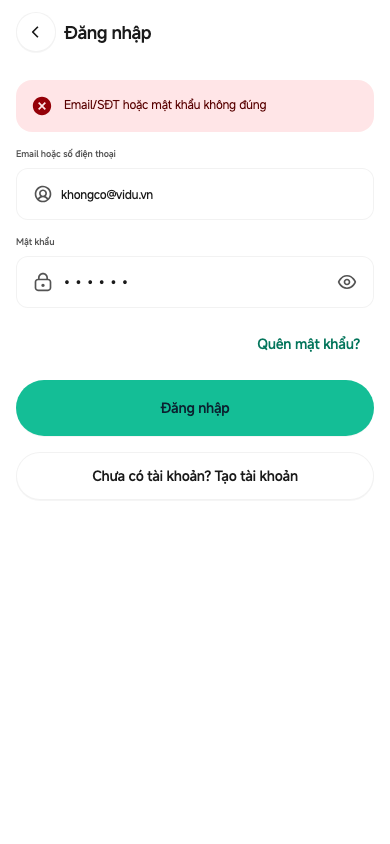 Đăng nhập
Email/SĐT hoặc mật khẩu không đúng
Email hoặc số điện thoại
khongco@vidu.vn
Mật khẩu
••••••
Quên mật khẩu?
Đăng nhập
Chưa có tài khoản? Tạo tài khoản